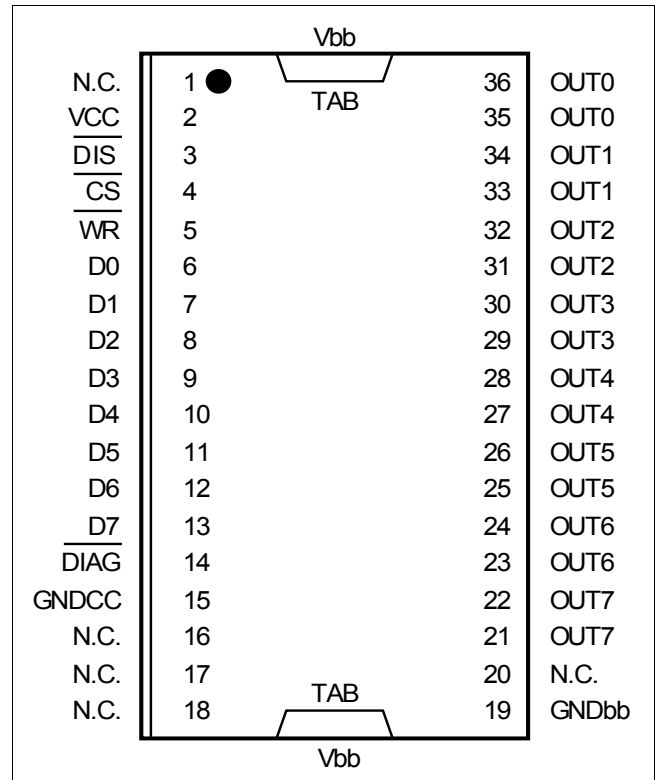 Vbb
N.C. 1 TAB 36 OUT0
VCC 2 35 OUT0
DIS 3 34 OUT1
CS 4 33 OUT1
WR 5 32 OUT2
D0 6 31 OUT2
D1 7 30 OUT3
D2 8 29 OUT3
D3 9 28 OUT4
D4 10 27 OUT4
D5 11 26 OUT5
D6 12 25 OUT5
D7 13 24 OUT6
DIAG 14 23 OUT6
GNDCC 15 22 OUT7
N.C. 16 21 OUT7
N.C. 17 20 N.C.
N.C. 18 TAB 19 GNDbb
Vbb